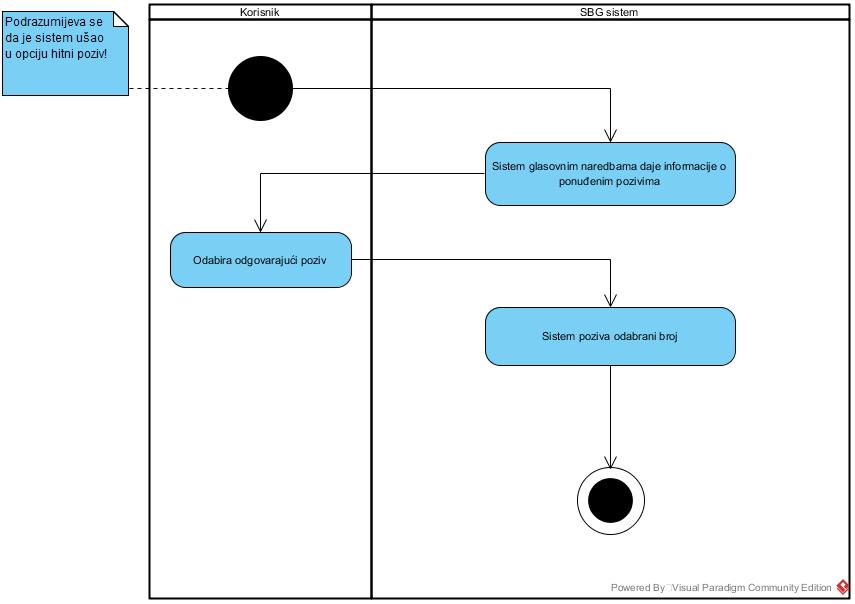 Korisnik
SBG sistem
Podrazumijeva se
da je sistem ušao
u opciju hitni poziv!
Sistem glasovnim naredbama daje informacije o
ponuđenim pozivima
Odabira odgovarajući poziv
Sistem poziva odabrani broj
Powered By Visual Paradigm Community Edition